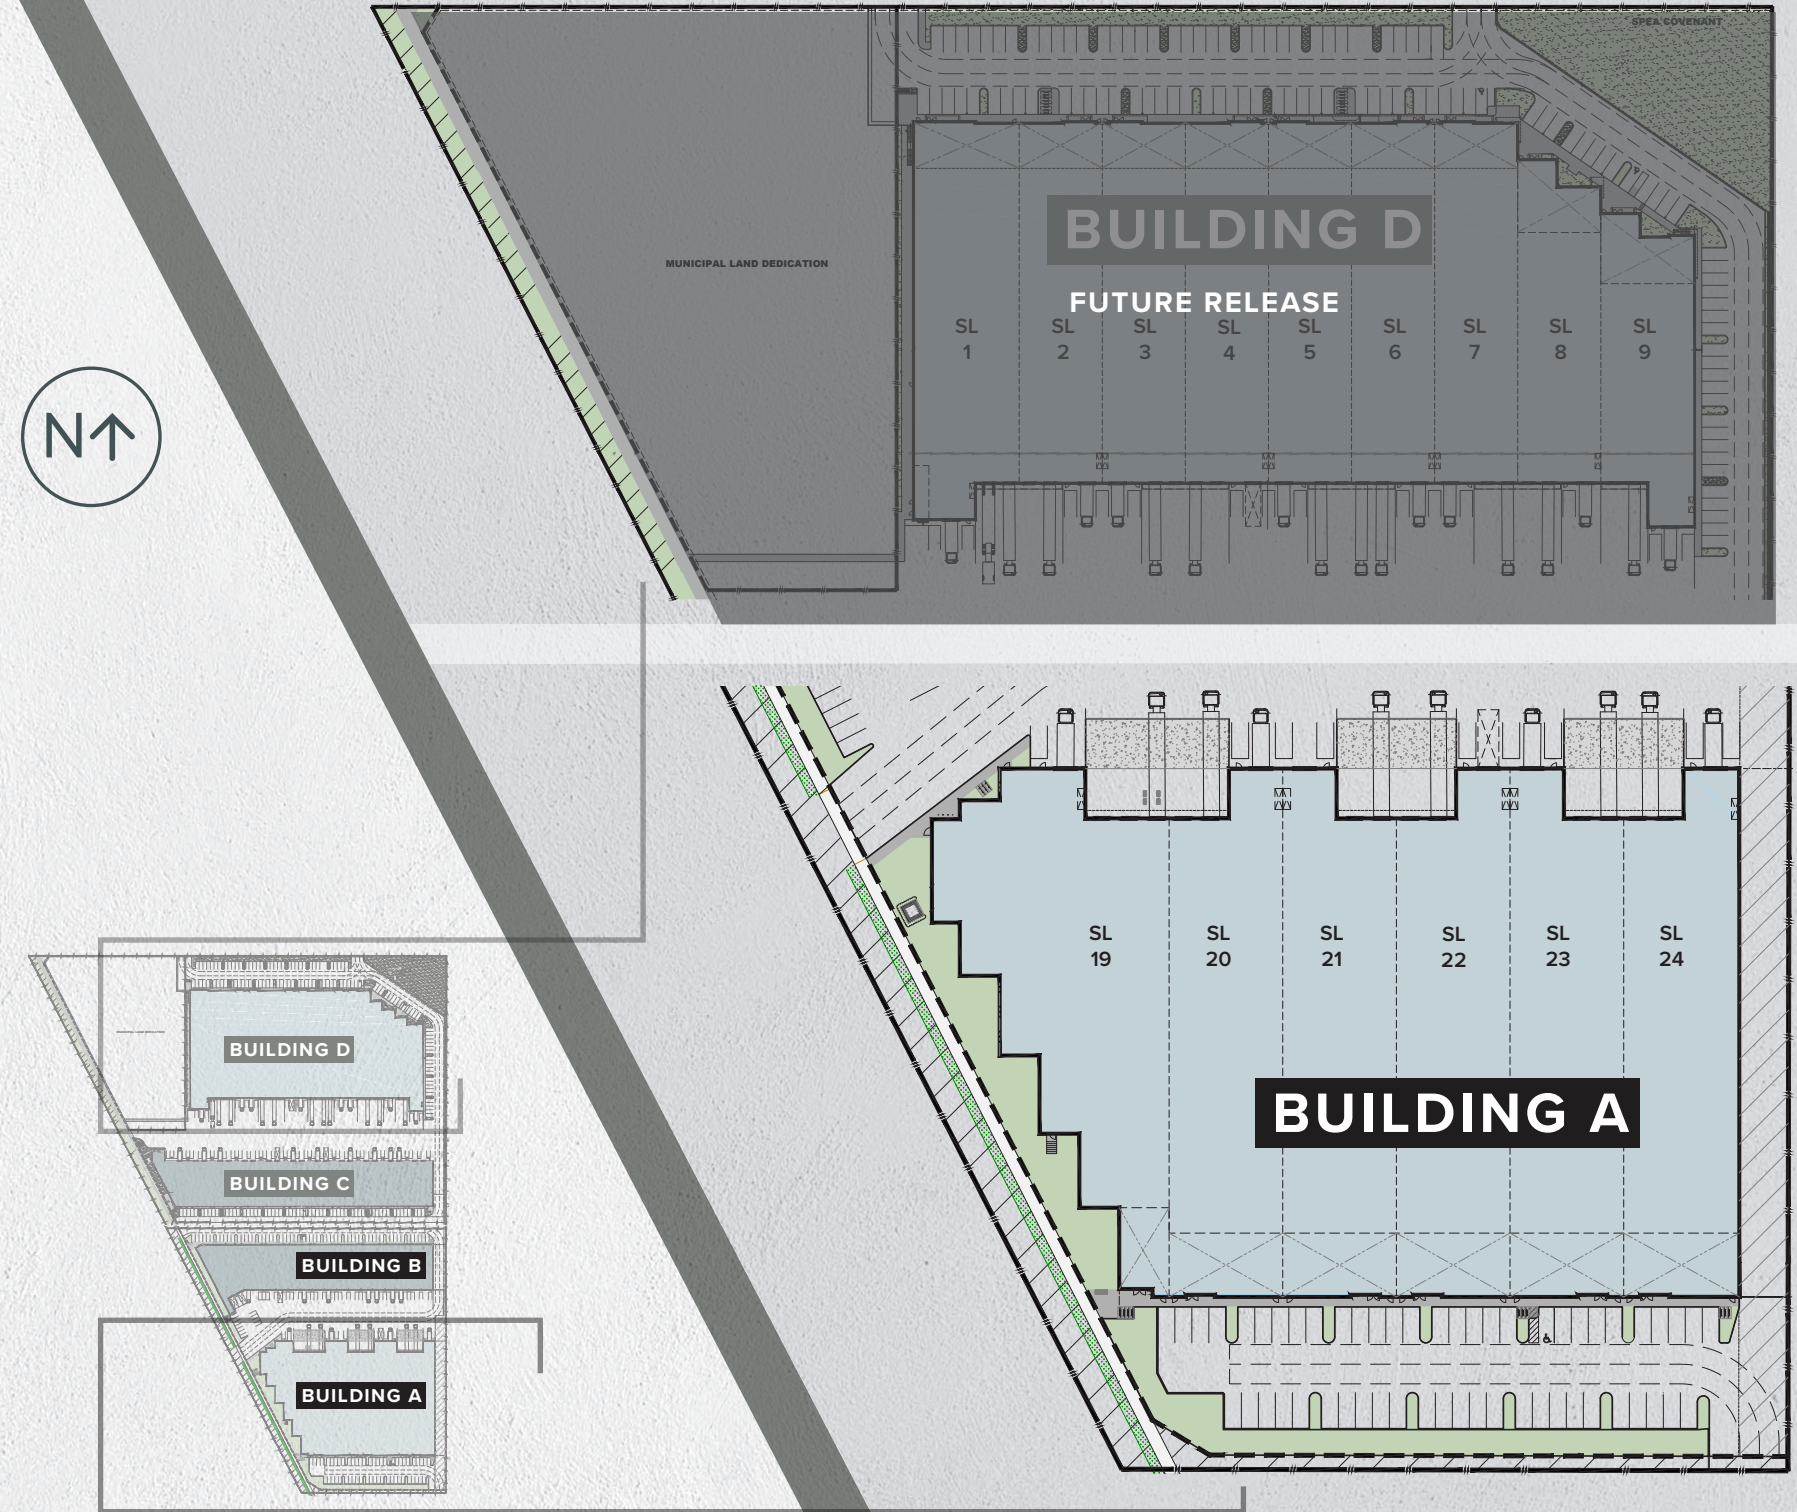 SPEA COVENANT
BUILDING D
MUNICIPAL LAND DEDICATION
FUTURE RELEASE
SL
1
SL
2
SL
3
SL
4
SL
5
SL
6
SL
7
SL
8
SL
9
N
SL
19
SL
20
SL
21
SL
22
SL
23
SL
24
BUILDING A
BUILDING D
BUILDING C
BUILDING B
BUILDING A